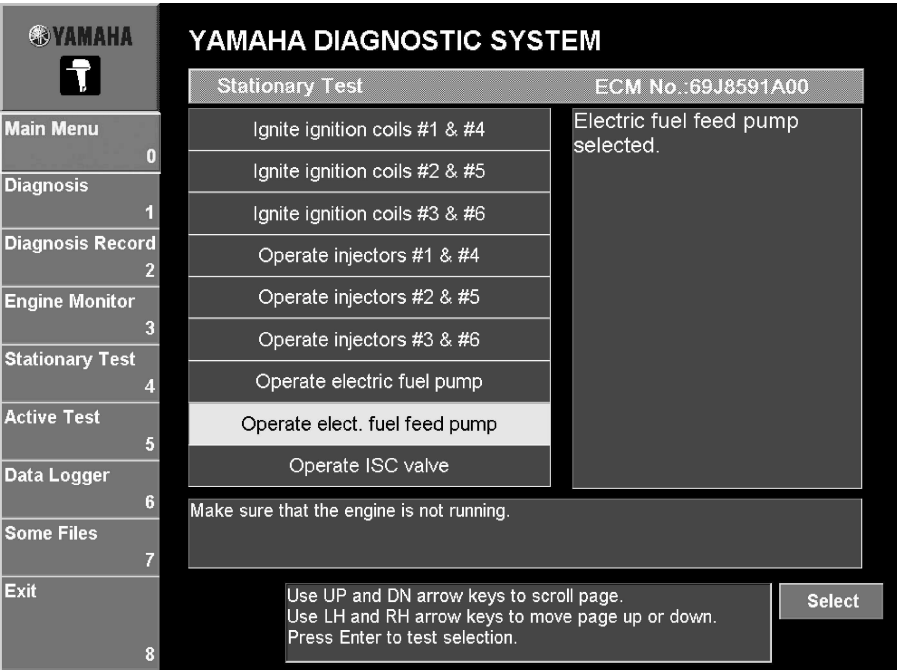 YAMAHA
YAMAHA DIAGNOSTIC SYSTEM
Stationary Test ECM No.:69J8591A00
Main Menu
0
Diagnosis
1
Diagnosis Record
2
Engine Monitor
3
Stationary Test
4
Active Test
5
Data Logger
6
Some Files
7
Exit
8
Ignite ignition coils #1 & #4
Ignite ignition coils #2 & #5
Ignite ignition coils #3 & #6
Operate injectors #1 & #4
Operate injectors #2 & #5
Operate injectors #3 & #6
Operate electric fuel pump
Operate elect. fuel feed pump
Operate ISC valve
Electric fuel feed pump
selected.
Make sure that the engine is not running.
Use UP and DN arrow keys to scroll page.
Use LH and RH arrow keys to move page up or down.
Press Enter to test selection.
Select